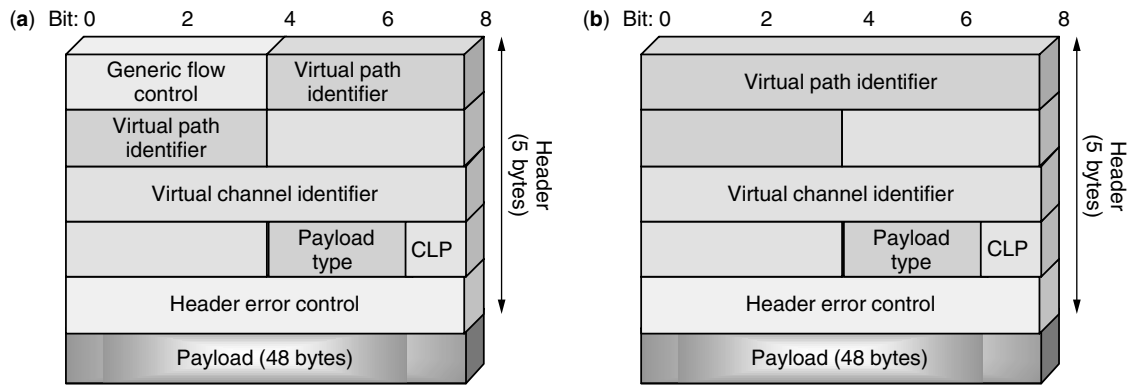 (a) Bit: 0 2 4 6 8
Generic flow
control
Virtual path
identifier
Virtual path
identifier
Virtual channel identifier
Payload
type
CLP
Header error control
Payload (48 bytes)
Header
(5 bytes)
(b) Bit: 0 2 4 6 8
Virtual path identifier
Virtual channel identifier
Payload
type
CLP
Header error control
Payload (48 bytes)
Header
(5 bytes)